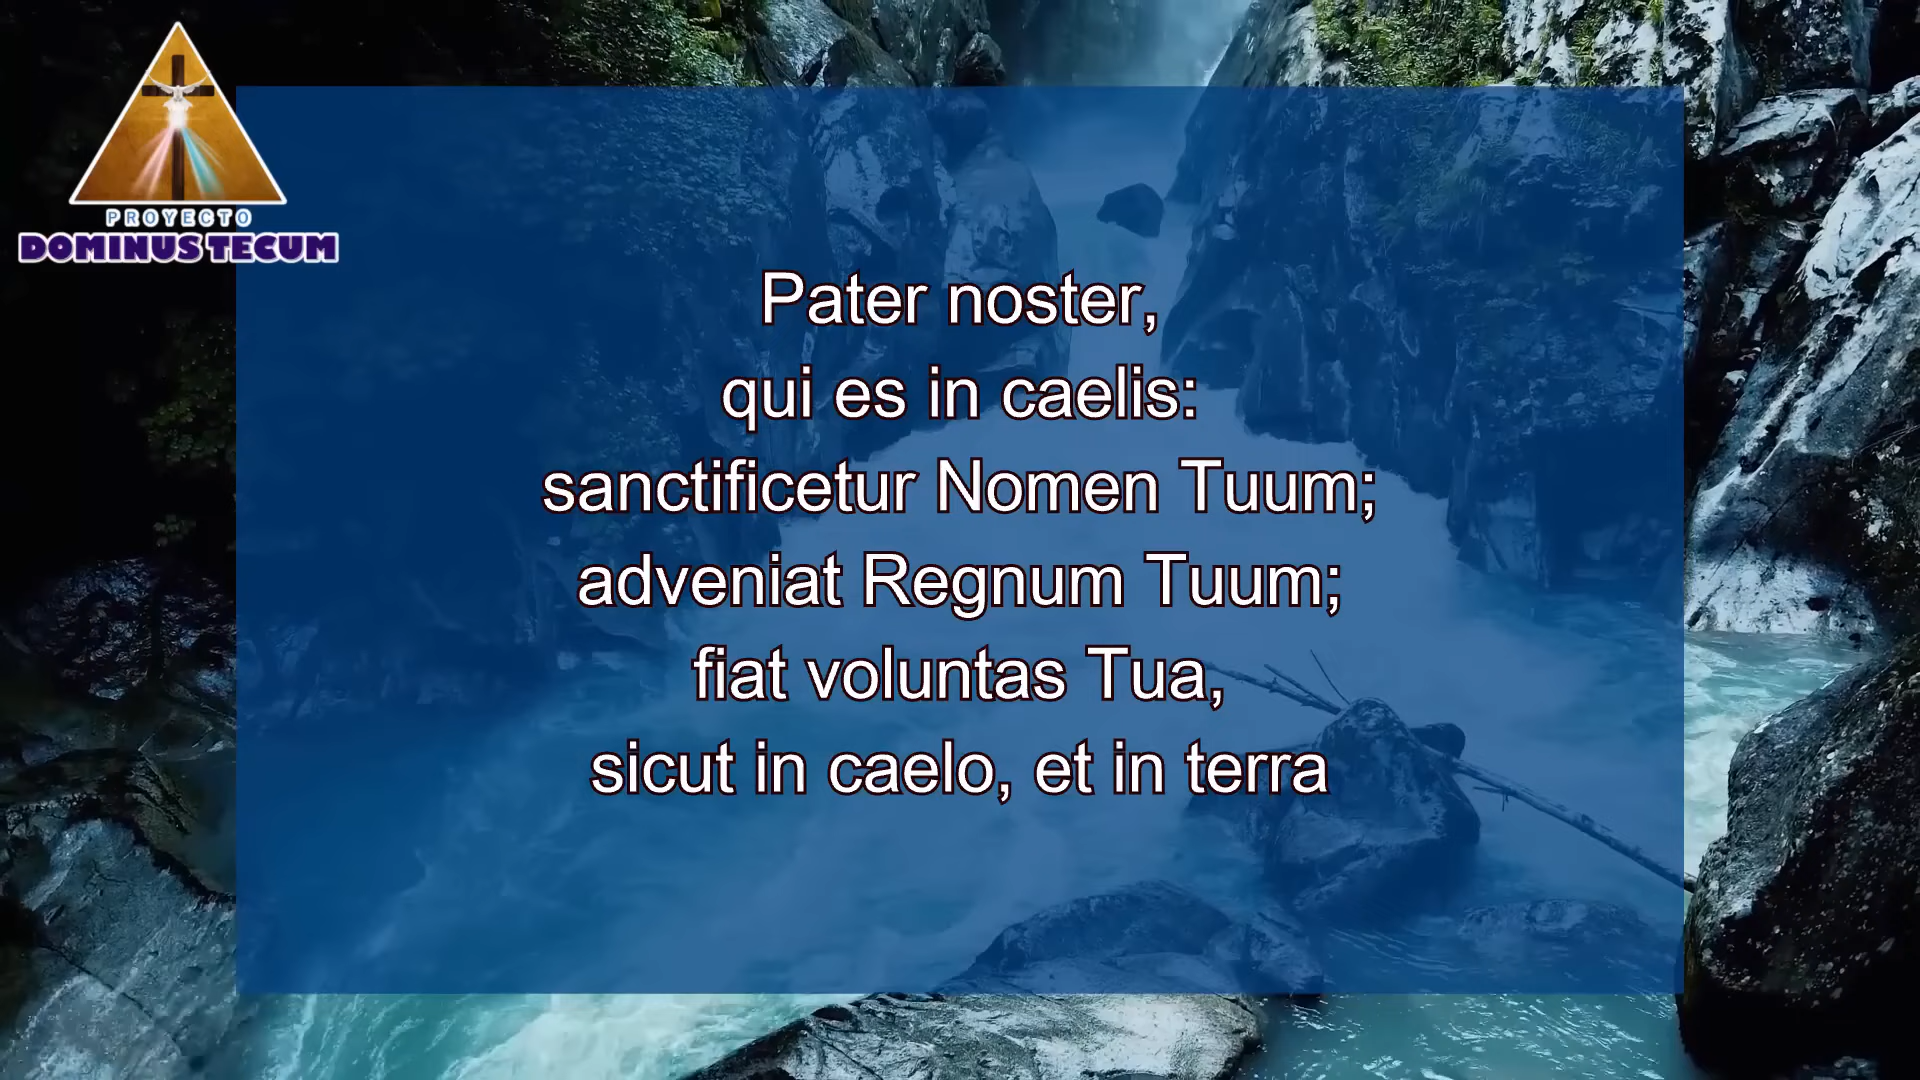 PROYECTO
DOMINUS TECUM
Pater noster,
qui es in caelis:
sanctificetur Nomen Tuum;
adveniat Regnum Tuum;
fiat voluntas Tua,
sicut in caelo, et in terra